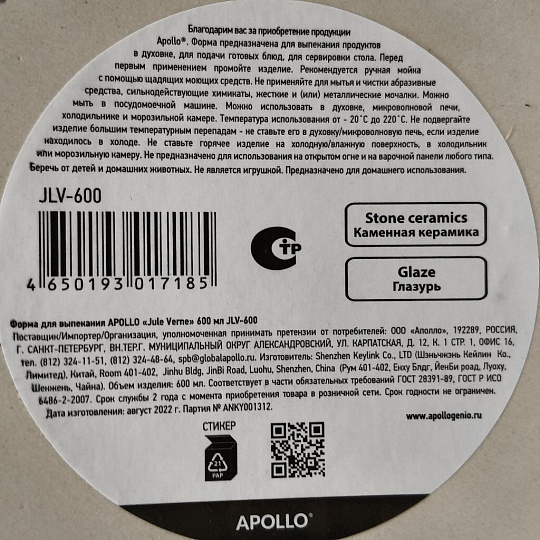 Благодарим вас за приобретение продукции
Apollo®. Форма предназначена для выпекания продуктов
в духовке, для подачи готовых блюд, для сервировки стола. Перед
первым применением промойте изделие. Рекомендуется ручная мойка
с помощью щадящих моющих средств. Не применяйте для мытья и чистки абразивные
средства, сильнодействующие химикаты, жесткие и (или) металлические мочалки. Можно
мыть в посудомоечной машине. Можно использовать в духовке, микроволновой печи,
холодильнике и морозильной камере. Температура использования от - 20˚С до 220˚С. Не подвергайте
изделие большим температурным перепадам - не ставьте его в духовку/микроволновую печь, если изделие
находилось в холоде. Не ставьте горячее изделие на холодную/влажную поверхность, в холодильник
или морозильную камеру. Не предназначено для использования на открытом огне и на варочной панели любого типа.
Беречь от детей и домашних животных. Не является игрушкой. Предназначено для домашнего использования.
JLV-600
4 650193 017185
СТР
Stone ceramics
Каменная керамика
Glaze
Глазурь
Форма для выпекания APOLLO «Jule Verne» 600 мл JLV-600
Поставщик/Импортер/Организация, уполномоченная принимать претензии от потребителей: ООО «Аполло», 192289, РОССИЯ,
Г. САНКТ-ПЕТЕРБУРГ, ВН.ТЕР.Г. МУНИЦИПАЛЬНЫЙ ОКРУГ АЛЕКСАНДРОВСКИЙ, УЛ. КАРПАТСКАЯ, Д. 12, К. 1 СТР. 1, ОФИС 16,
тел. (812) 324-11-51, (812) 324-48-64, spb@globalapollo.ru. Изготовитель: Shenzhen Keylink Co., LTD (Шэньчжэнь Кейлинк Ко.,
Лимитед). Китай, Room 401-402, Jinhu Bldg, JinBi Road, Luohu, Shenzhen, China (Рум 401-402, Енху Блдг, ЙенБи роад, Луоху,
Шенжень, Чайна). Объем изделия: 600 мл. Соответствует в части обязательных требований ГОСТ 28391-89, ГОСТ Р ИСО
6486-2-2007. Срок службы 2 года с момента приобретения товара в розничной сети. Срок годности не ограничен.
Дата изготовления: август 2022 г. Партия № ANKY001312.
www.apollogenio.ru
СТИКЕР
21
PAP
APOLLO®